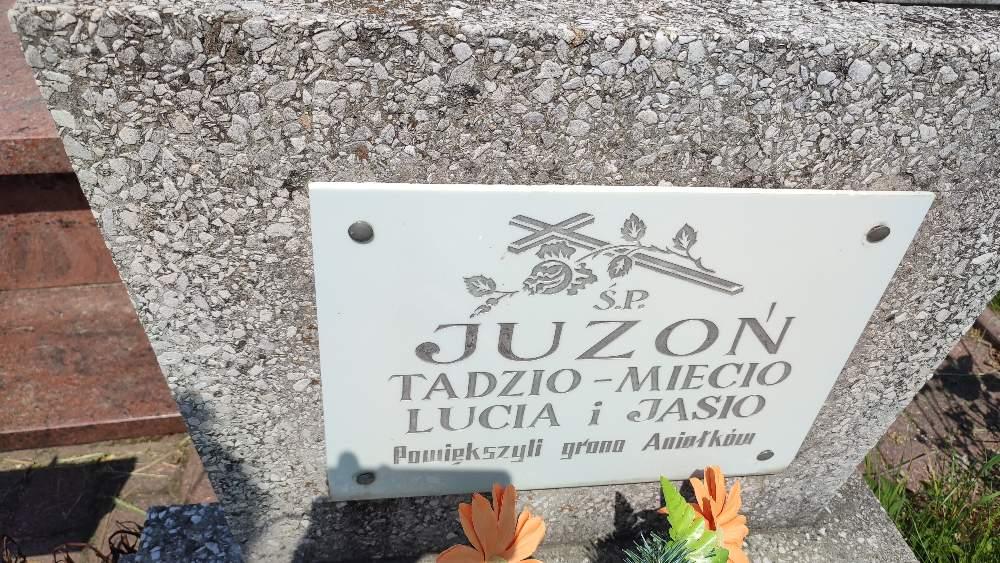 Ś.P.
JUZOŃ
TADZIO - MIECIO
LUCIA i JASIO
Powiększyli grono Aniołków